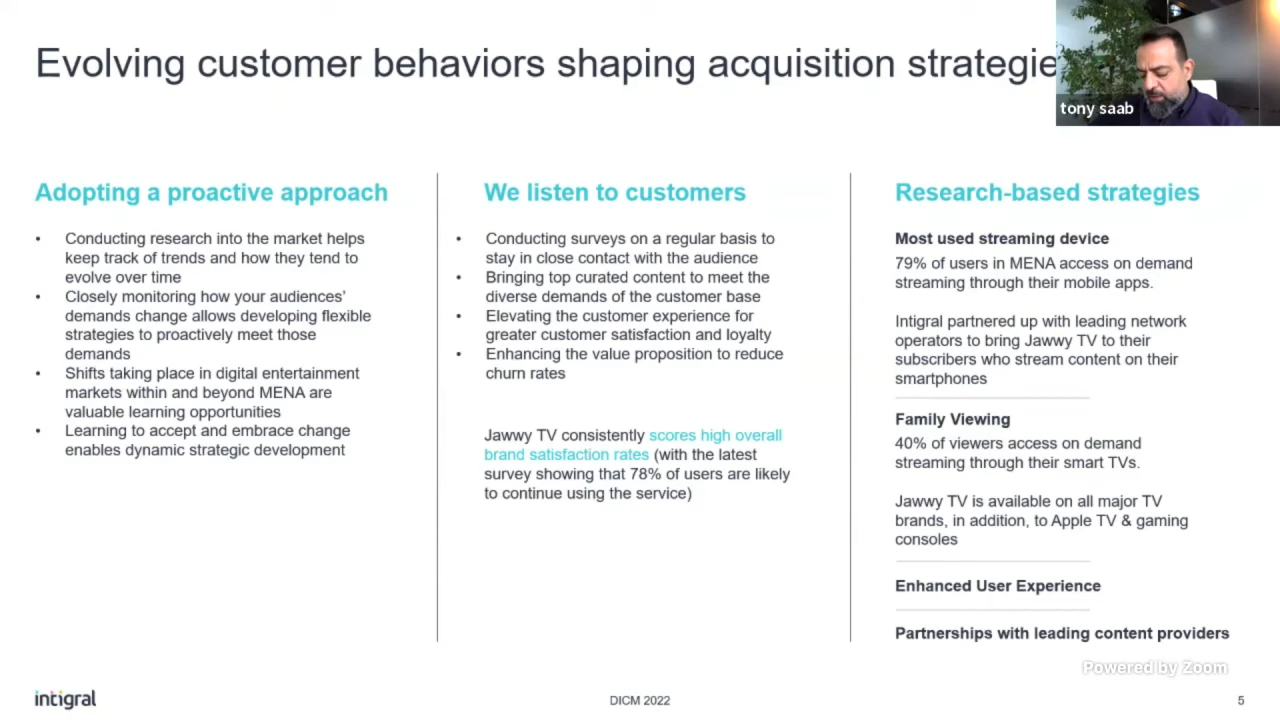 Evolving customer behaviors shaping acquisition strategie
tony saab
Adopting a proactive approach
• Conducting research into the market helps
keep track of trends and how they tend to
evolve over time
• Closely monitoring how your audiences’
demands change allows developing flexible
strategies to proactively meet those
demands
• Shifts taking place in digital entertainment
markets within and beyond MENA are
valuable learning opportunities
• Learning to accept and embrace change
enables dynamic strategic development
We listen to customers
• Conducting surveys on a regular basis to
stay in close contact with the audience
• Bringing top curated content to meet the
diverse demands of the customer base
• Elevating the customer experience for
greater customer satisfaction and loyalty
• Enhancing the value proposition to reduce
churn rates
Jawwy TV consistently scores high overall
brand satisfaction rates (with the latest
survey showing that 78% of users are likely
to continue using the service)
Research-based strategies
Most used streaming device
79% of users in MENA access on demand
streaming through their mobile apps.
Intigral partnered up with leading network
operators to bring Jawwy TV to their
subscribers who stream content on their
smartphones
Family Viewing
40% of viewers access on demand
streaming through their smart TVs.
Jawwy TV is available on all major TV
brands, in addition, to Apple TV & gaming
consoles
Enhanced User Experience
Partnerships with leading content providers
Powered by Zoom
intigral
DICM 2022
5